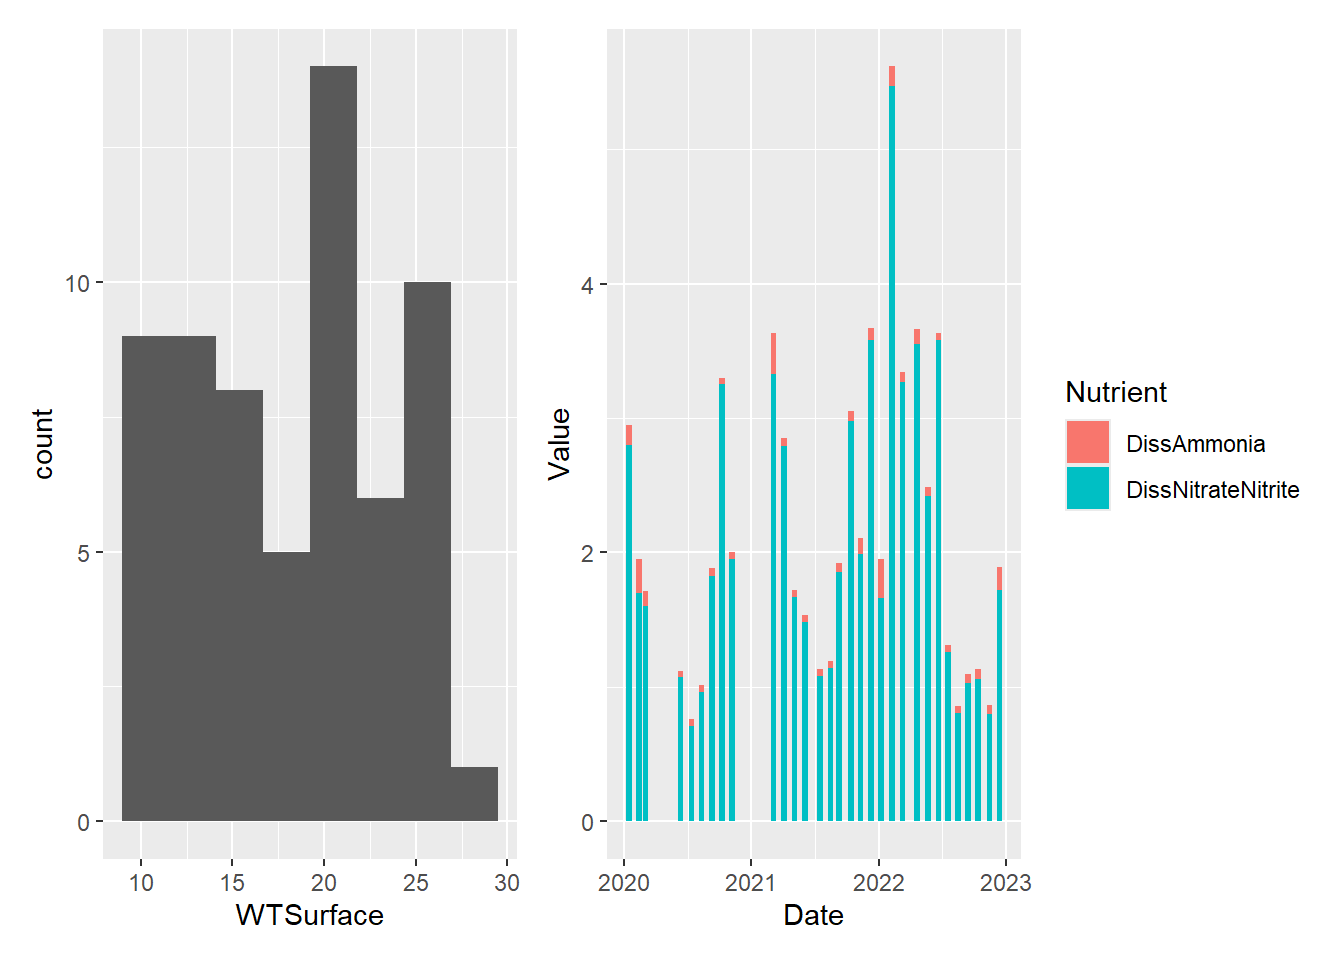 count
10
5
0
10 15 20 25 30
WTSurface
Value
4
2
0
2020 2021 2022 2023
Date
Nutrient
DissAmmonia
DissNitrateNitrite